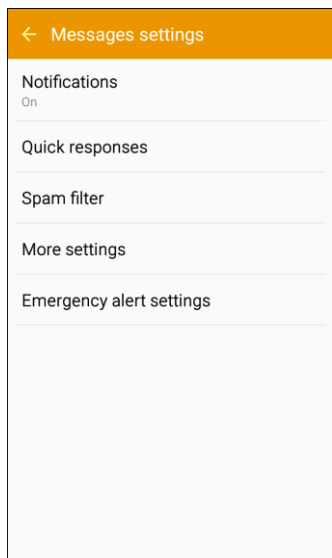 Messages settings
Notifications
On
Quick responses
Spam filter
More settings
Emergency alert settings